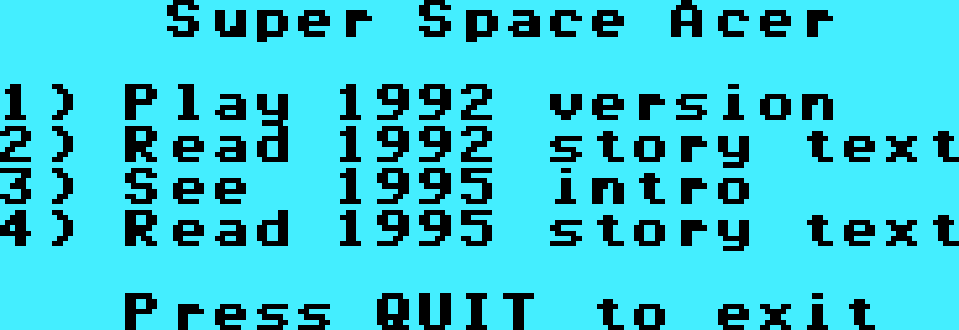 Super Space Acer
1) Play 1992 version
2) Read 1992 story text
3) See 1995 intro
4) Read 1995 story text
Press QUIT to exit